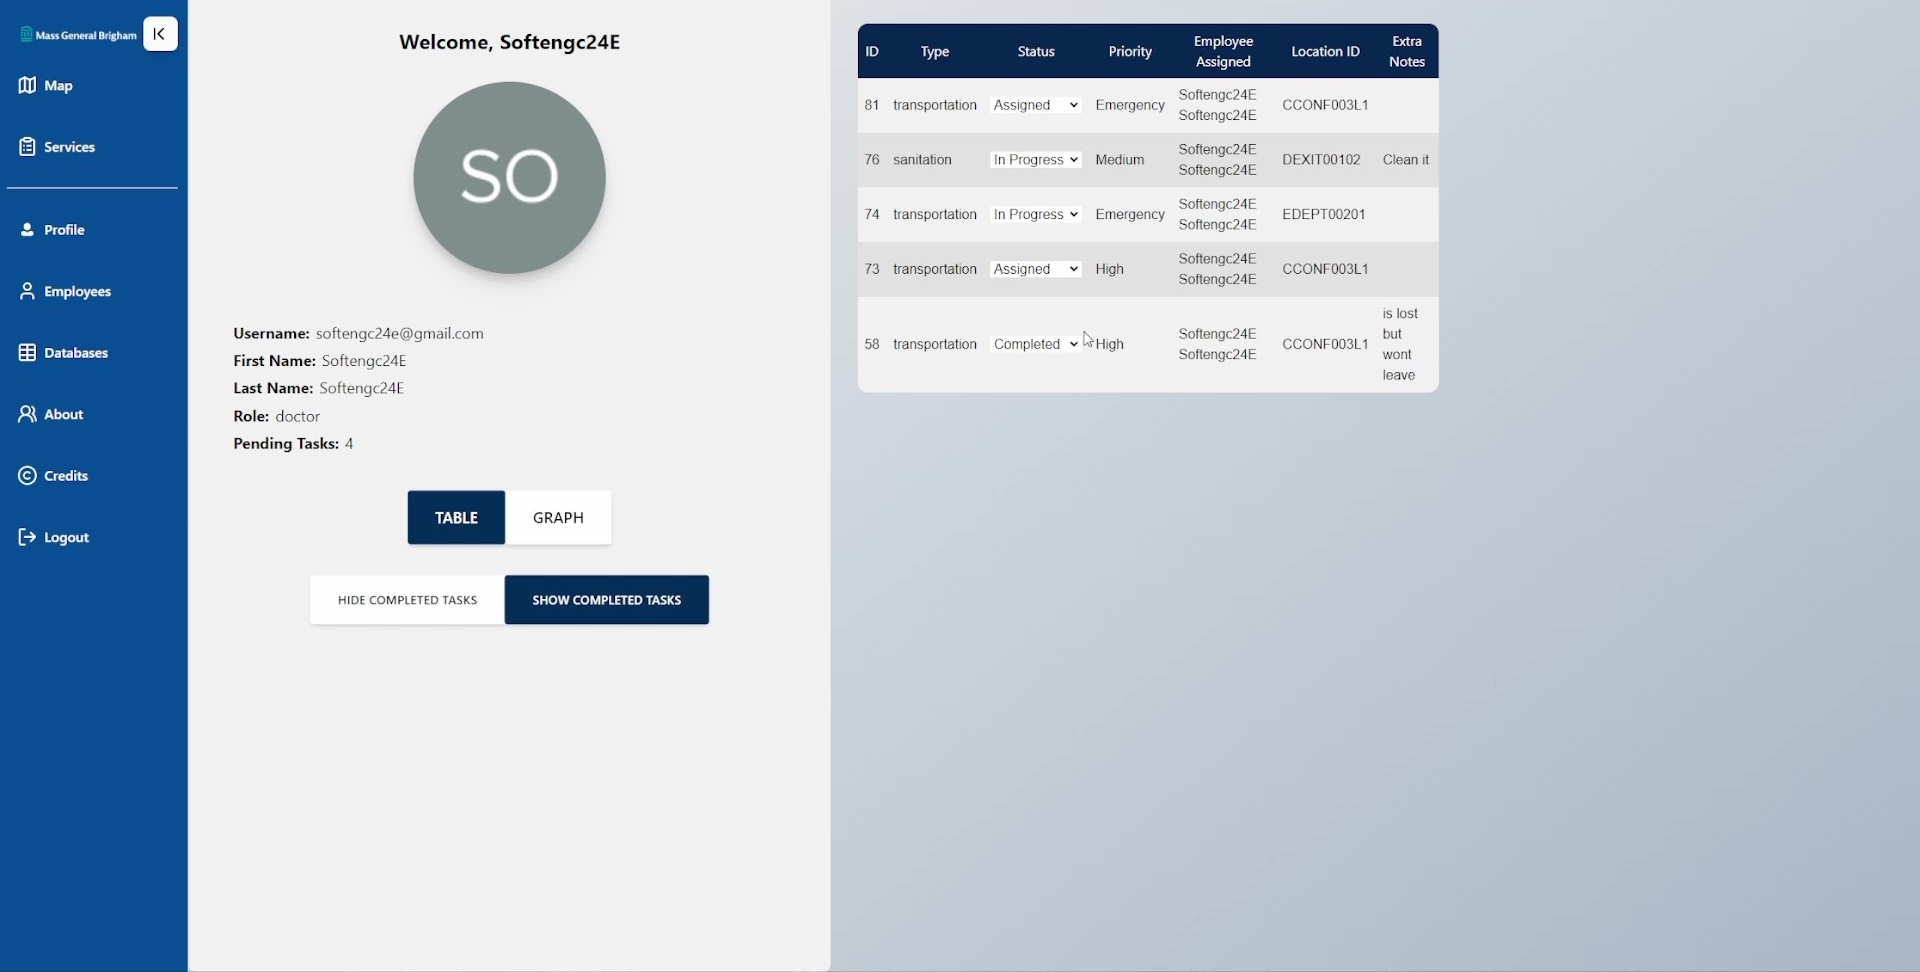 Mass General Brigham
Map
Services
Profile
Employees
Databases
About
Credits
Logout
Welcome, Softengc24E
SO
Username: softengc24e@gmail.com
First Name: Softengc24E
Last Name: Softengc24E
Role: doctor
Pending Tasks: 4
TABLE GRAPH
HIDE COMPLETED TASKS SHOW COMPLETED TASKS
ID Type Status Priority Employee Assigned Location ID Extra Notes
81 transportation Assigned Emergency Softengc24E Softengc24E CCONF003L1
76 sanitation In Progress Medium Softengc24E Softengc24E DEXIT00102 Clean it
74 transportation In Progress Emergency Softengc24E Softengc24E EDEPT00201
73 transportation Assigned High Softengc24E Softengc24E CCONF003L1
58 transportation Completed High Softengc24E Softengc24E CCONF003L1 is lost but wont leave